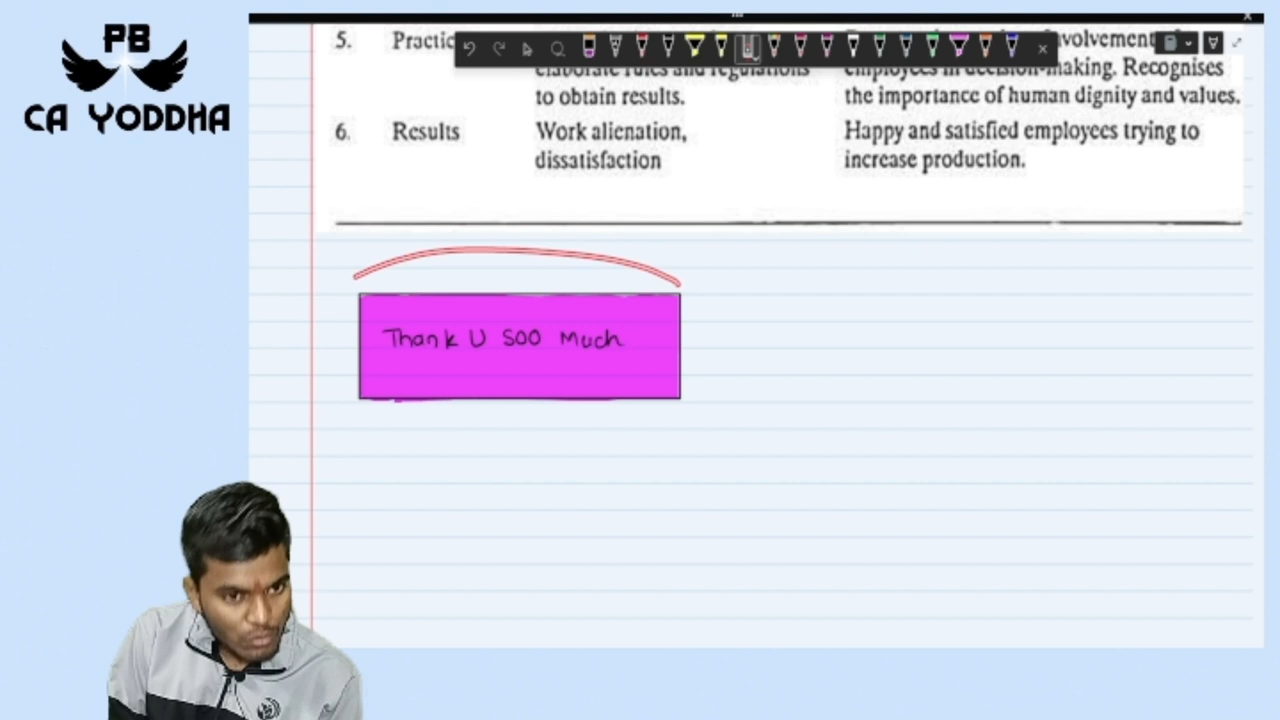 PB
CA YODDHA
5.
elaborate rules and regulations
employees in decision-making. Recognises
to obtain results.
the importance of human dignity and values.
6. Results Work alienation, Happy and satisfied employees trying to
dissatisfaction increase production.
Thank U soo Much